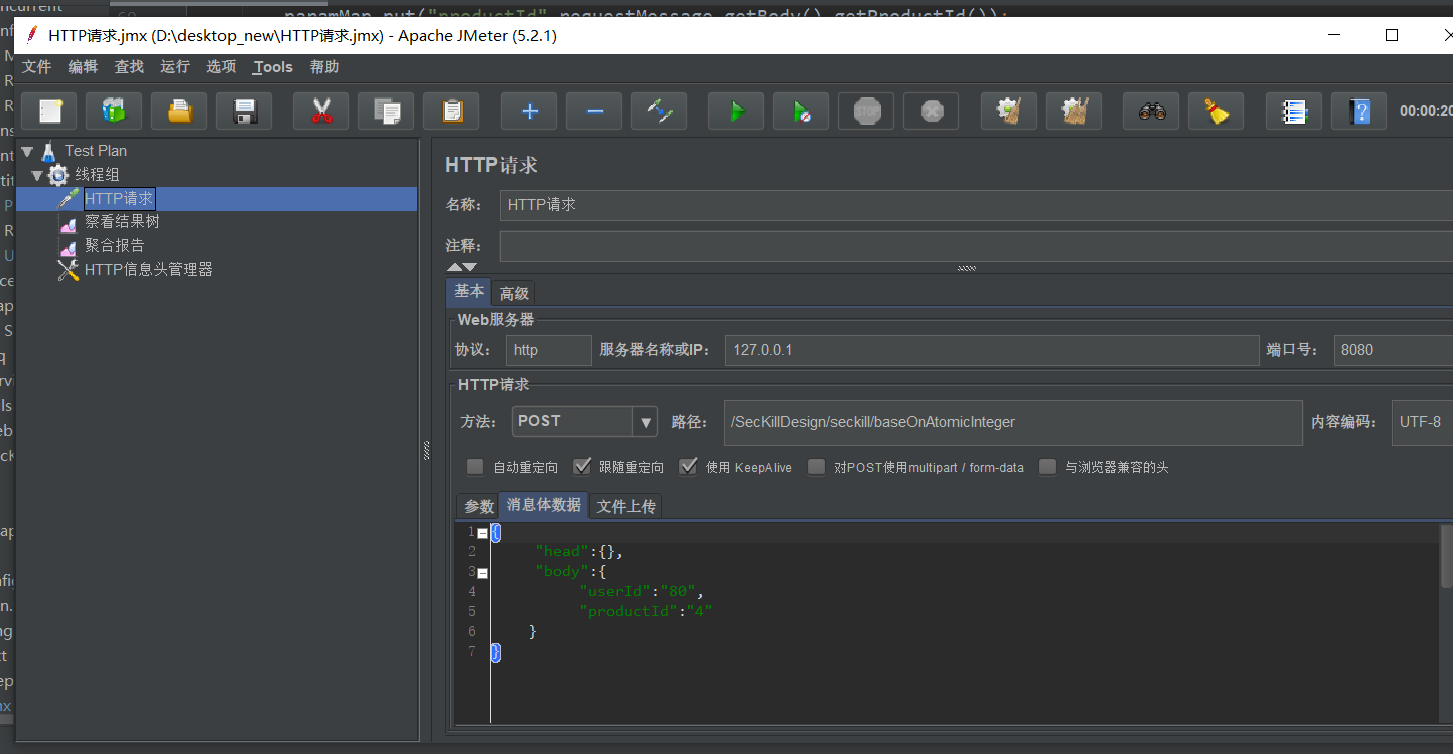 HTTP请求.jmx (D:\desktop_new\HTTP请求.jmx) - Apache JMeter (5.2.1)
文件 编辑 查找 运行 选项 Tools 帮助
STOP
00:00:20
Test Plan
线程组
HTTP请求
察看结果树
聚合报告
HTTP信息头管理器
HTTP请求
名称： HTTP请求
注释：
基本 高级
Web服务器
协议： http 服务器名称或IP： 127.0.0.1 端口号： 8080
HTTP请求
方法： POST 路径： /SecKillDesign/seckill/baseOnAtomicInteger 内容编码： UTF-8
自动重定向 跟随重定向 使用 KeepAlive 对POST使用multipart / form-data 与浏览器兼容的头
参数 消息体数据 文件上传
1 {
2 "head":{},
3 "body":{
4 "userId":"80",
5 "productId":"4"
6 }
7 }